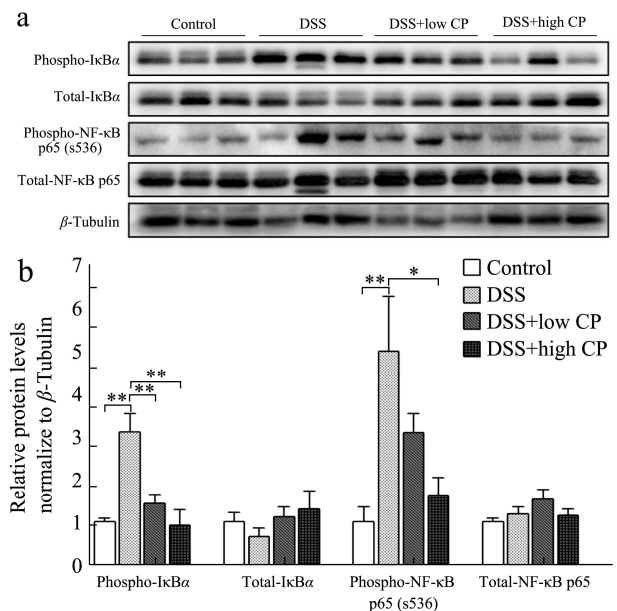 a
Control DSS DSS+low CP DSS+high CP
Phospho-IκBα
Total-IκBα
Phospho-NF-κB
p65 (s536)
Total-NF-κB p65
β-Tubulin
b
Relative protein levels
normalize to β-Tubulin
7
6
5
4
3
2
1
0
** ** **
** *
Control
DSS
DSS+low CP
DSS+high CP
Phospho-IκBα Total-IκBα Phospho-NF-κB
p65 (s536) Total-NF-κB p65